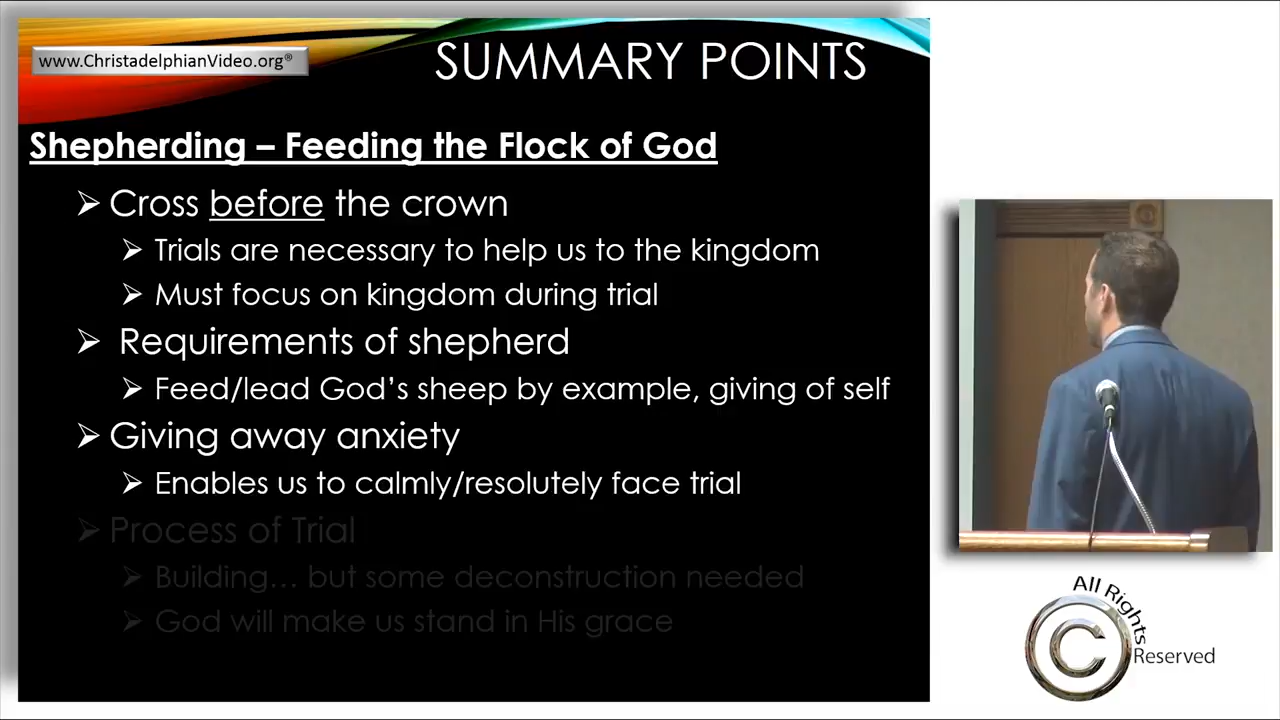 www.ChristadelphianVideo.org®
SUMMARY POINTS
Shepherding – Feeding the Flock of God
Cross before the crown
Trials are necessary to help us to the kingdom
Must focus on kingdom during trial
Requirements of shepherd
Feed/lead God's sheep by example, giving of self
Giving away anxiety
Enables us to calmly/resolutely face trial
Process of Trial
Building... but some deconstruction needed
God will make us stand in His grace
All Rights
Reserved
C